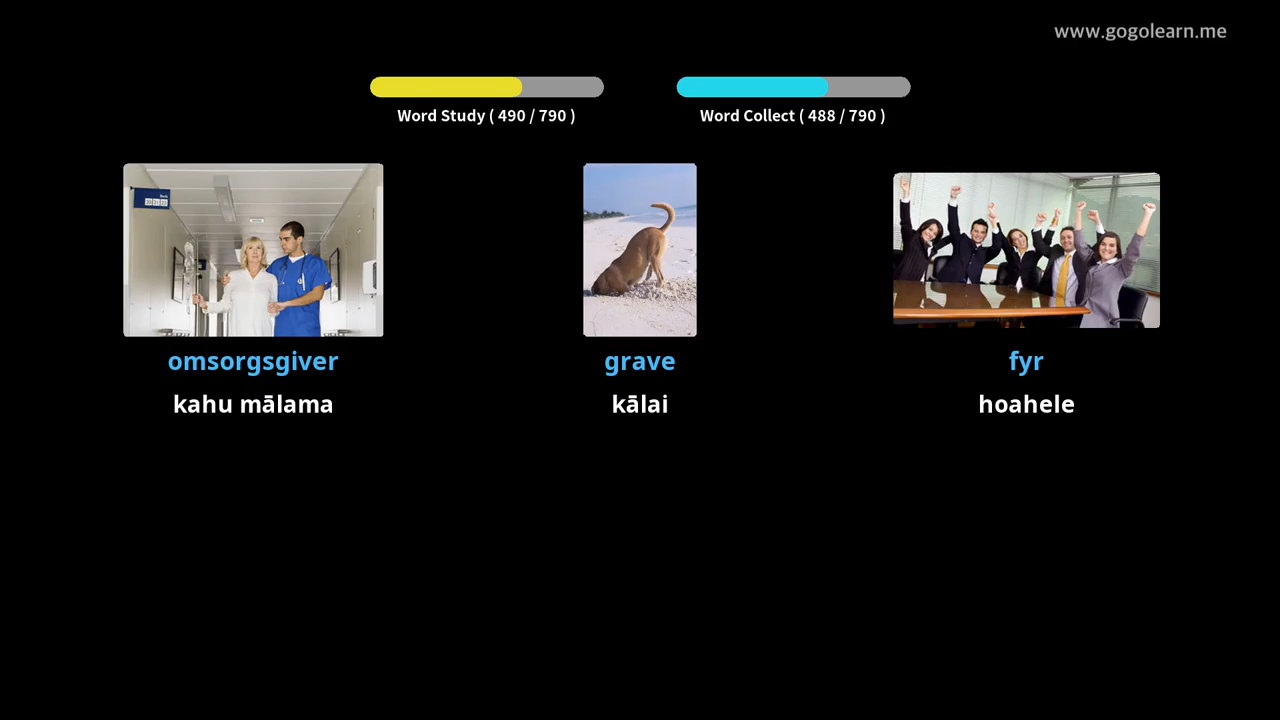 www.gogolearn.me
Word Study ( 490 / 790 )
Word Collect ( 488 / 790 )
omsorgsgiver
grave
fyr
kahu mālama
kālai
hoahele